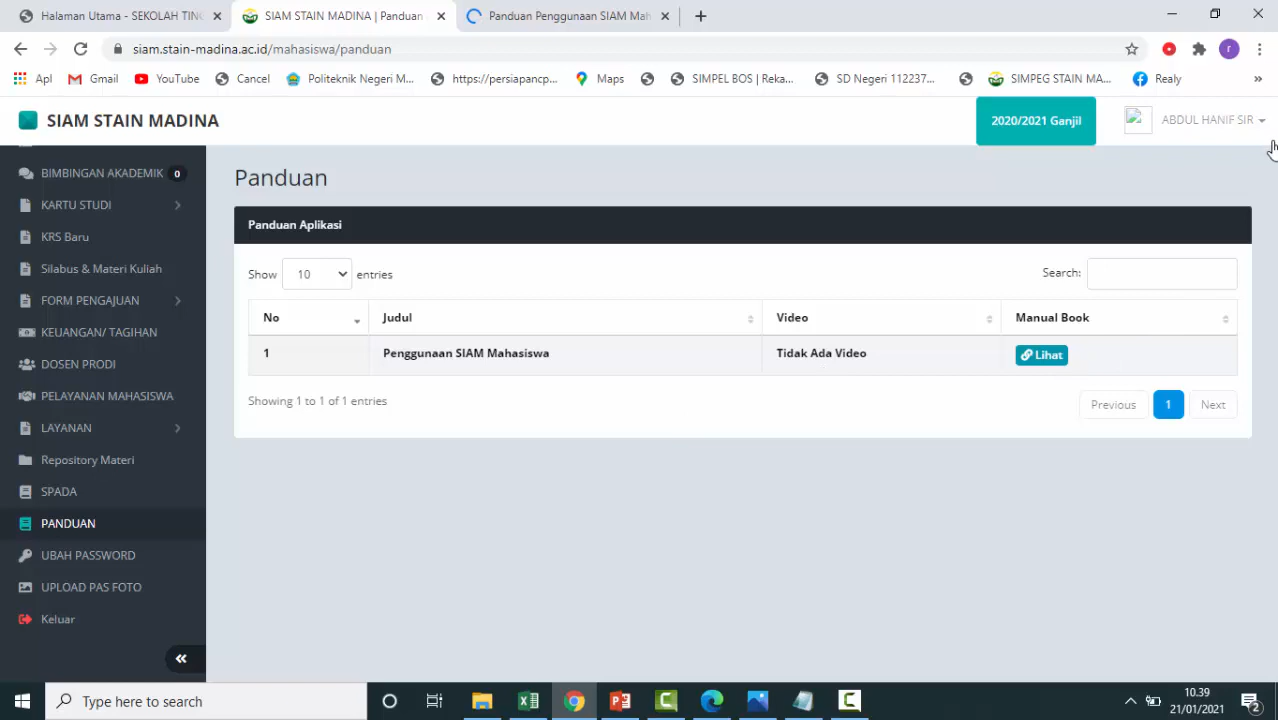 Halaman Utama - SEKOLAH TING
SIAM STAIN MADINA | Panduan
Panduan Penggunaan SIAM Mah
siam.stain-madina.ac.id/mahasiswa/panduan
r
Apl
Gmail
YouTube
Cancel
Politeknik Negeri M...
https://persiapancp...
Maps
SIMPEL BOS | Reka...
SD Negeri 112237...
SIMPEG STAIN MA...
Realy
»
SIAM STAIN MADINA
2020/2021 Ganjil
ABDUL HANIF SIR
BIMBINGAN AKADEMIK 0
KARTU STUDI
KRS Baru
Silabus & Materi Kuliah
FORM PENGAJUAN
KEUANGAN/ TAGIHAN
DOSEN PRODI
PELAYANAN MAHASISWA
LAYANAN
Repository Materi
SPADA
PANDUAN
UBAH PASSWORD
UPLOAD PAS FOTO
Keluar
Panduan
Panduan Aplikasi
Show 10 entries
Search:
No Judul Video Manual Book
1 Penggunaan SIAM Mahasiswa Tidak Ada Video Lihat
Showing 1 to 1 of 1 entries
Previous 1 Next
Type here to search
10.39
21/01/2021
2